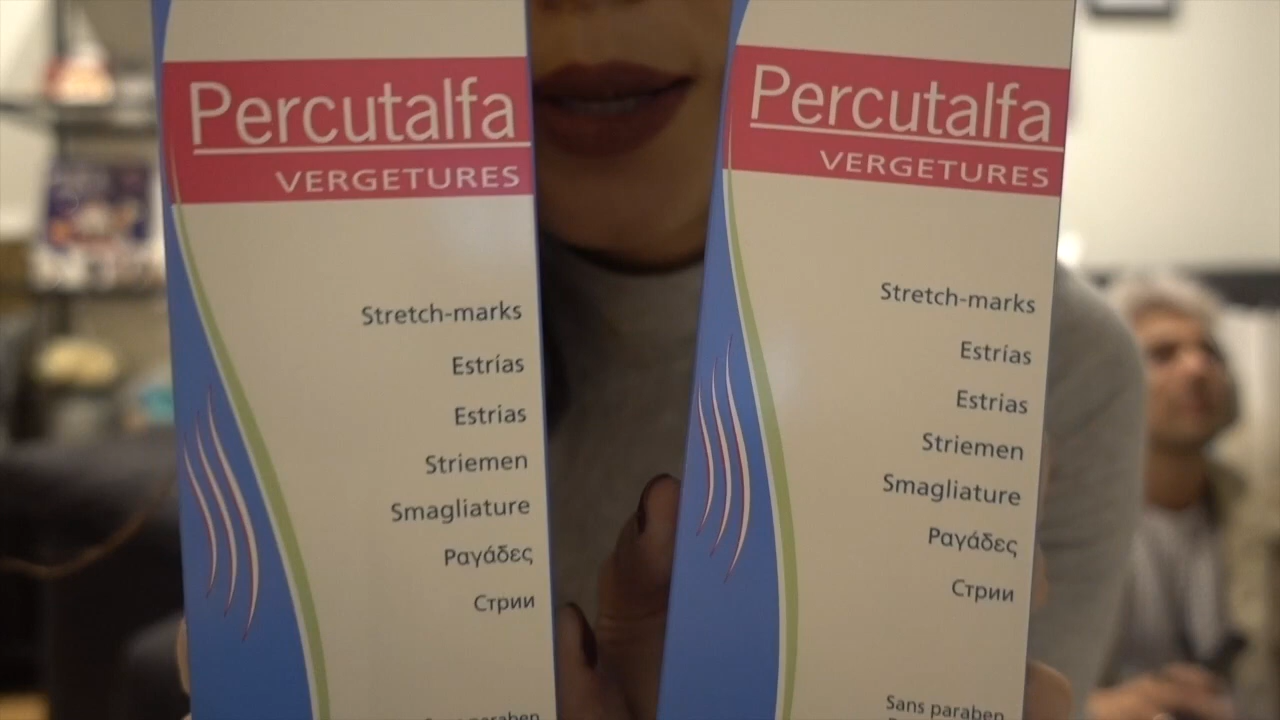 Percutalfa
VERGETURES
Stretch-marks
Estrías
Estrias
Striemen
Smagliature
Ραγάδες
Стрии
paraben
Percutalfa
VERGETURES
Stretch-marks
Estrías
Estrias
Striemen
Smagliature
Ραγάδες
Стрии
Sans paraben